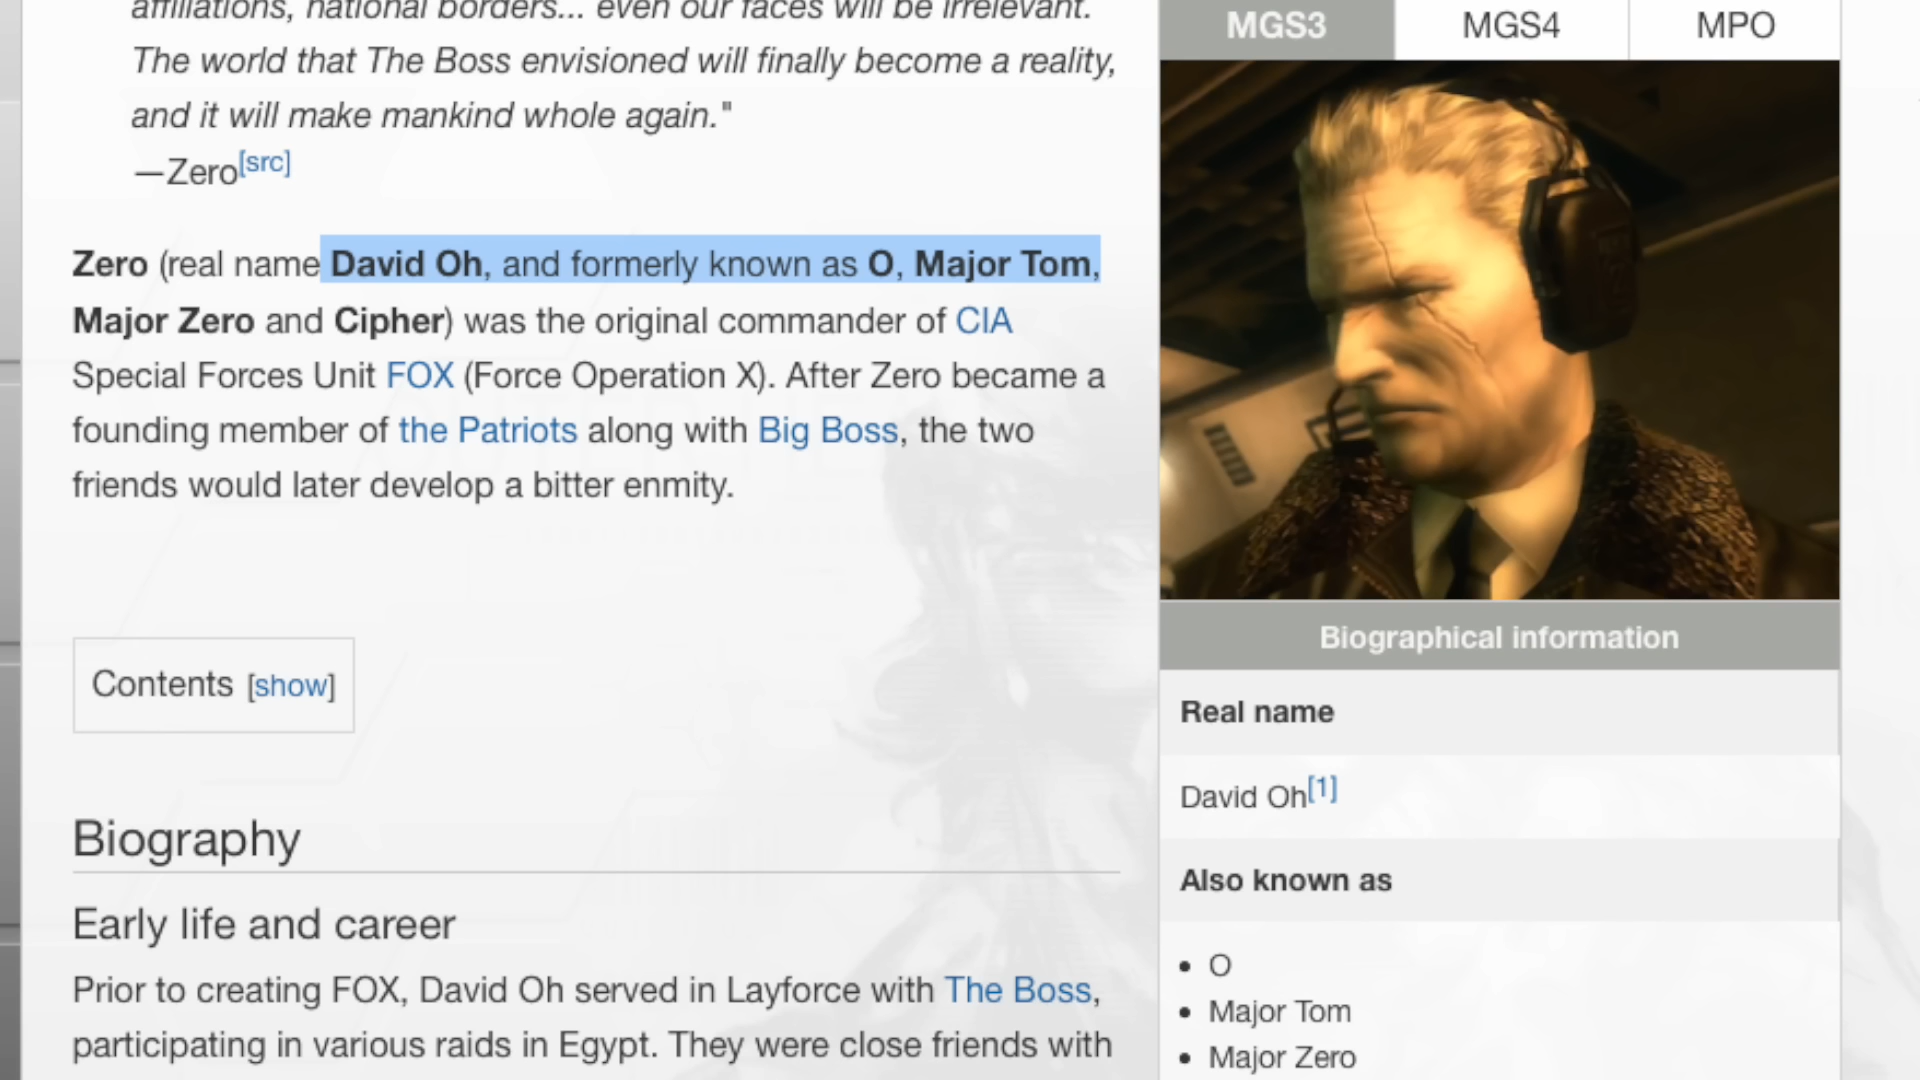 affiliations, national borders... even our faces will be irrelevant.
The world that The Boss envisioned will finally become a reality,
and it will make mankind whole again."
—Zero[src]
Zero (real name David Oh, and formerly known as O, Major Tom,
Major Zero and Cipher) was the original commander of CIA
Special Forces Unit FOX (Force Operation X). After Zero became a
founding member of the Patriots along with Big Boss, the two
friends would later develop a bitter enmity.
Contents [show]
Biography
Early life and career
Prior to creating FOX, David Oh served in Layforce with The Boss,
participating in various raids in Egypt. They were close friends with
MGS3 MGS4 MPO
Biographical information
Real name
David Oh[1]
Also known as
• O
• Major Tom
• Major Zero